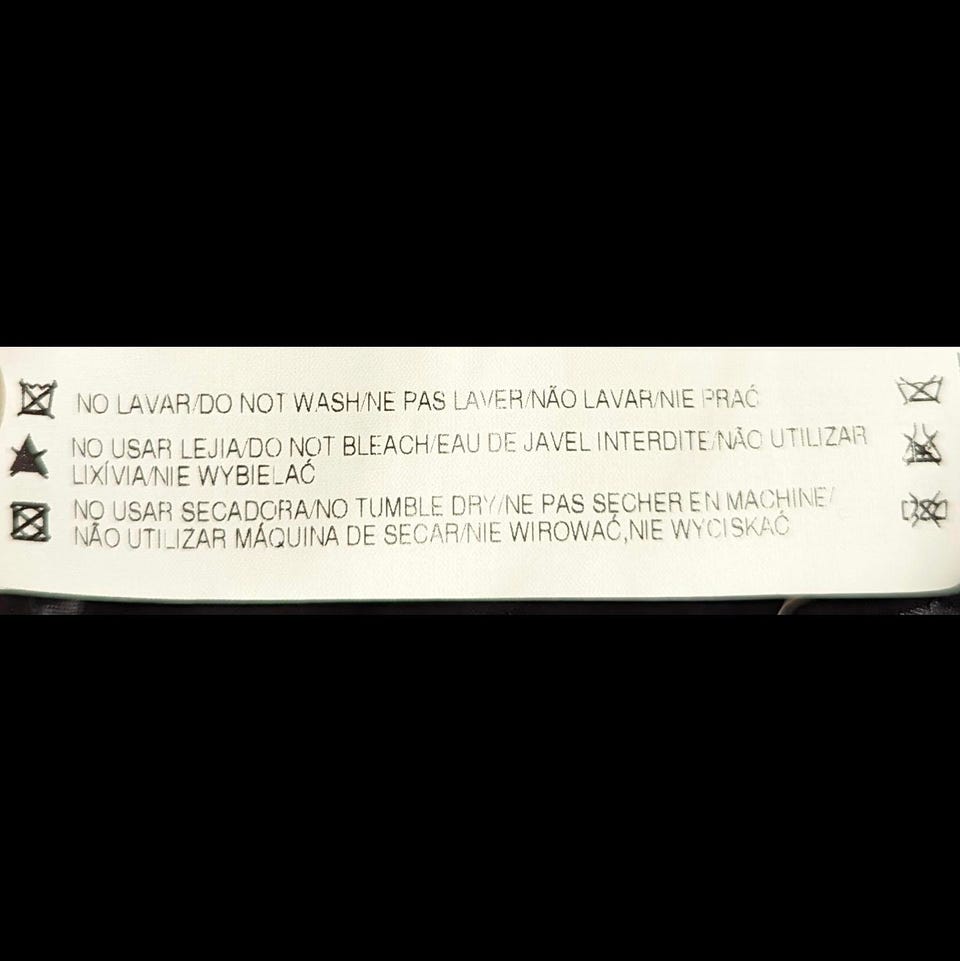 NO LAVAR/DO NOT WASH/NE PAS LAVER/NÃO LAVAR/NIE PRAĆ
NO USAR LEJIA/DO NOT BLEACH/EAU DE JAVEL INTERDITE/NÃO UTILIZAR
LIXÍVIA/NIE WYBIELAĆ
NO USAR SECADORA/NO TUMBLE DRY/NE PAS SECHER EN MACHINE/
NÃO UTILIZAR MÁQUINA DE SECAR/NIE WIROWAĆ,NIE WYCISKAĆ